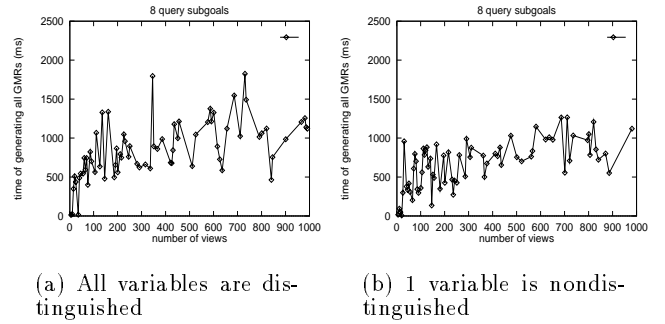 8 query subgoals
time of generating all GMRs (ms)
2500
2000
1500
1000
500
0
0 100 200 300 400 500 600 700 800 900 1000
number of views
(a) All variables are dis-
tinguished
8 query subgoals
time of generating all GMRs (ms)
2500
2000
1500
1000
500
0
0 100 200 300 400 500 600 700 800 900 1000
number of views
(b) 1 variable is nondis-
tinguished